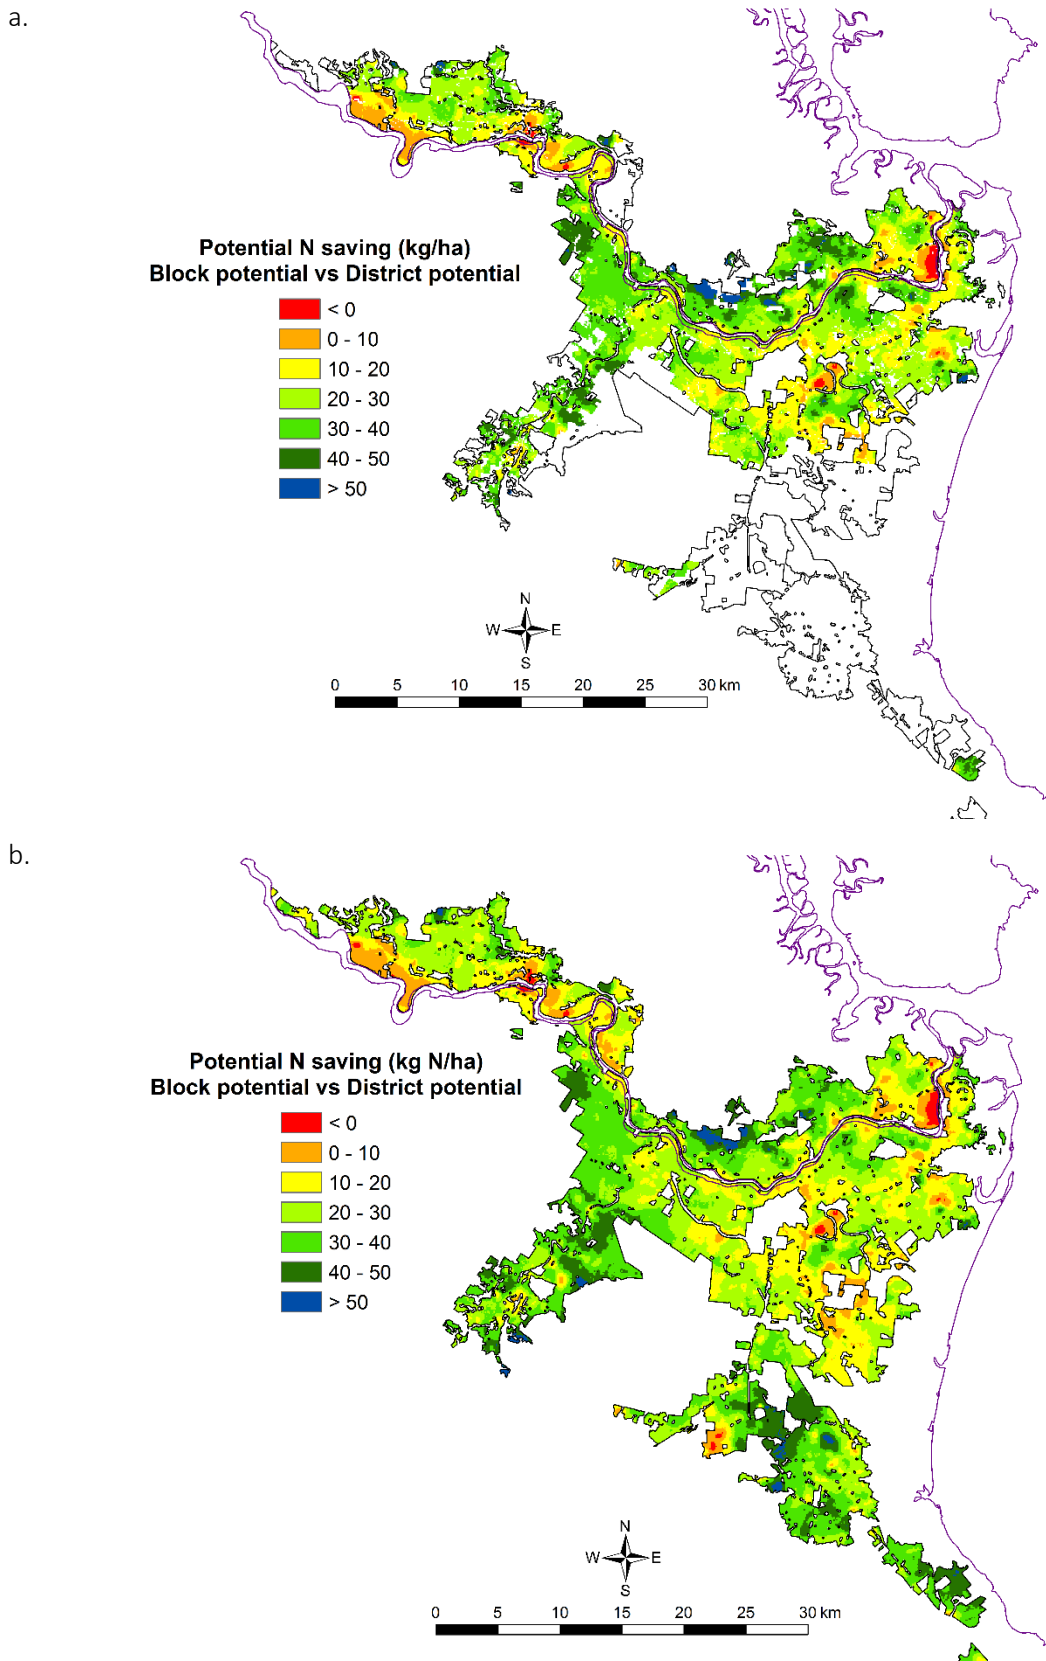 a.
Potential N saving (kg/ha)
Block potential vs District potential
< 0
0 - 10
10 - 20
20 - 30
30 - 40
40 - 50
> 50
N
W E
S
0 5 10 15 20 25 30 km
b.
Potential N saving (kg N/ha)
Block potential vs District potential
< 0
0 - 10
10 - 20
20 - 30
30 - 40
40 - 50
> 50
N
W E
S
0 5 10 15 20 25 30 km